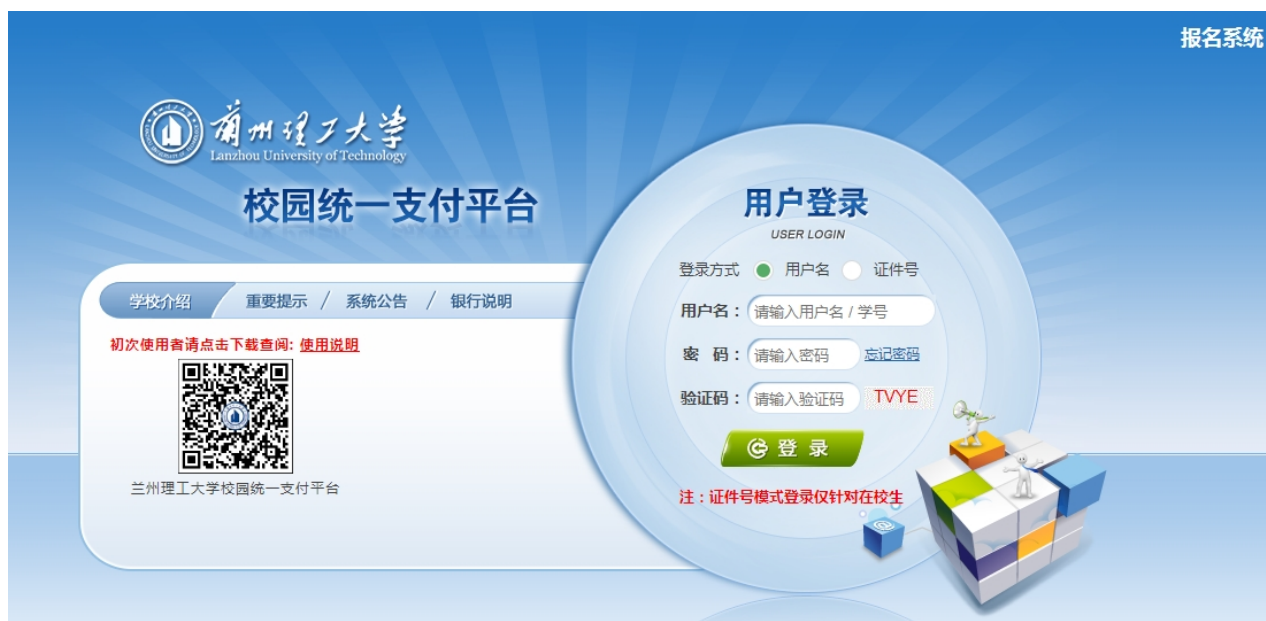 报名系统
蘭州理工大学
Lanzhou University of Technology
校园统一支付平台
学校介绍 / 重要提示 / 系统公告 / 银行说明
初次使用者请点击下载查阅: 使用说明
兰州理工大学校园统一支付平台
用户登录
USER LOGIN
登录方式 用户名 证件号
用户名： 请输入用户名 / 学号
密 码： 请输入密码 忘记密码
验证码： 请输入验证码 TVYE
登 录
注：证件号模式登录仅针对在校生
@